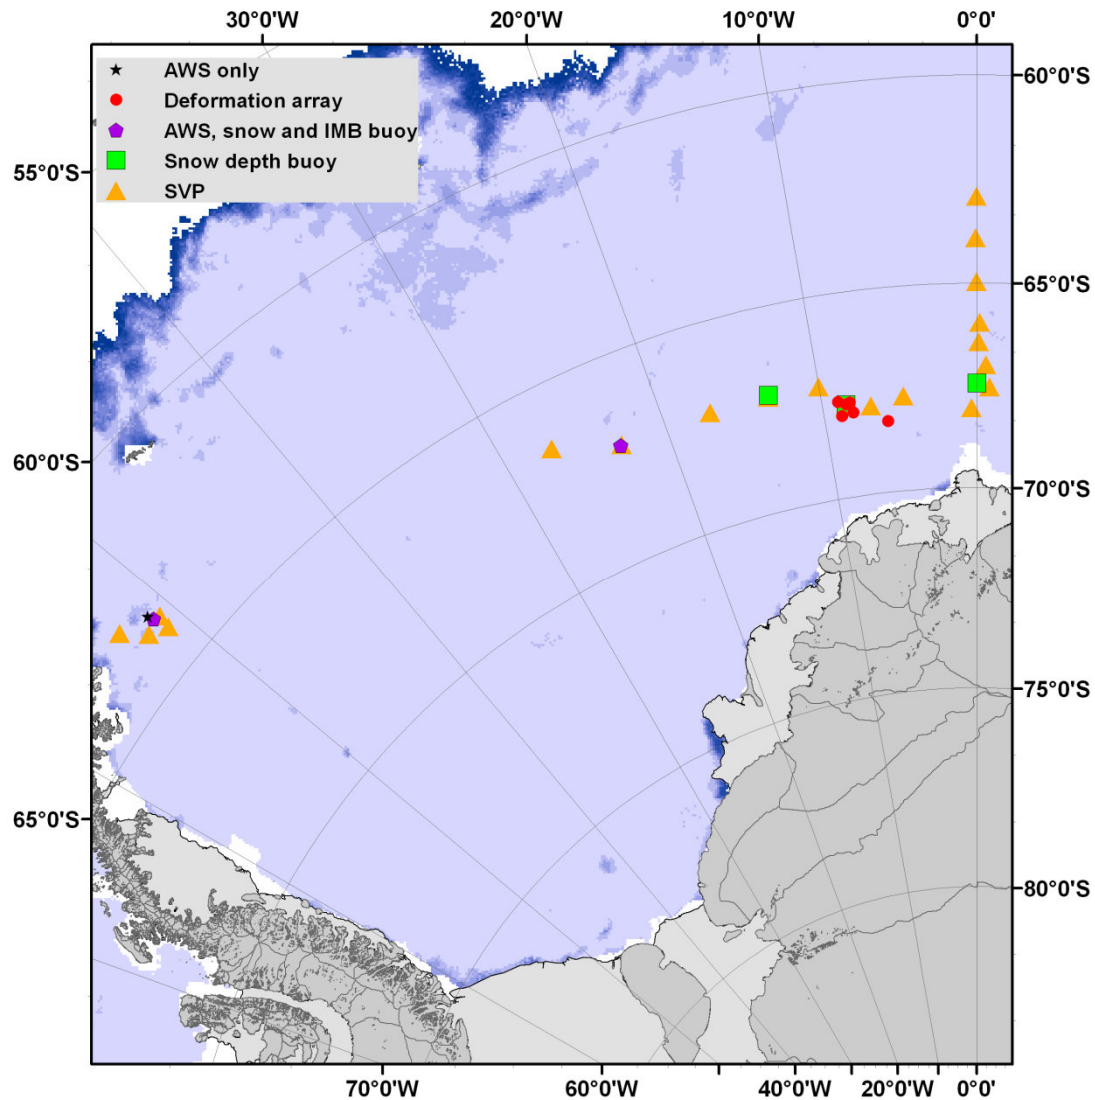 30°0'W 20°0'W 10°0'W 0°0'
AWS only
Deformation array
AWS, snow and IMB buoy
Snow depth buoy
SVP
60°0'S
55°0'S
65°0'S
60°0'S
70°0'S
75°0'S
65°0'S
80°0'S
70°0'W 60°0'W 40°0'W 20°0'W 0°0'